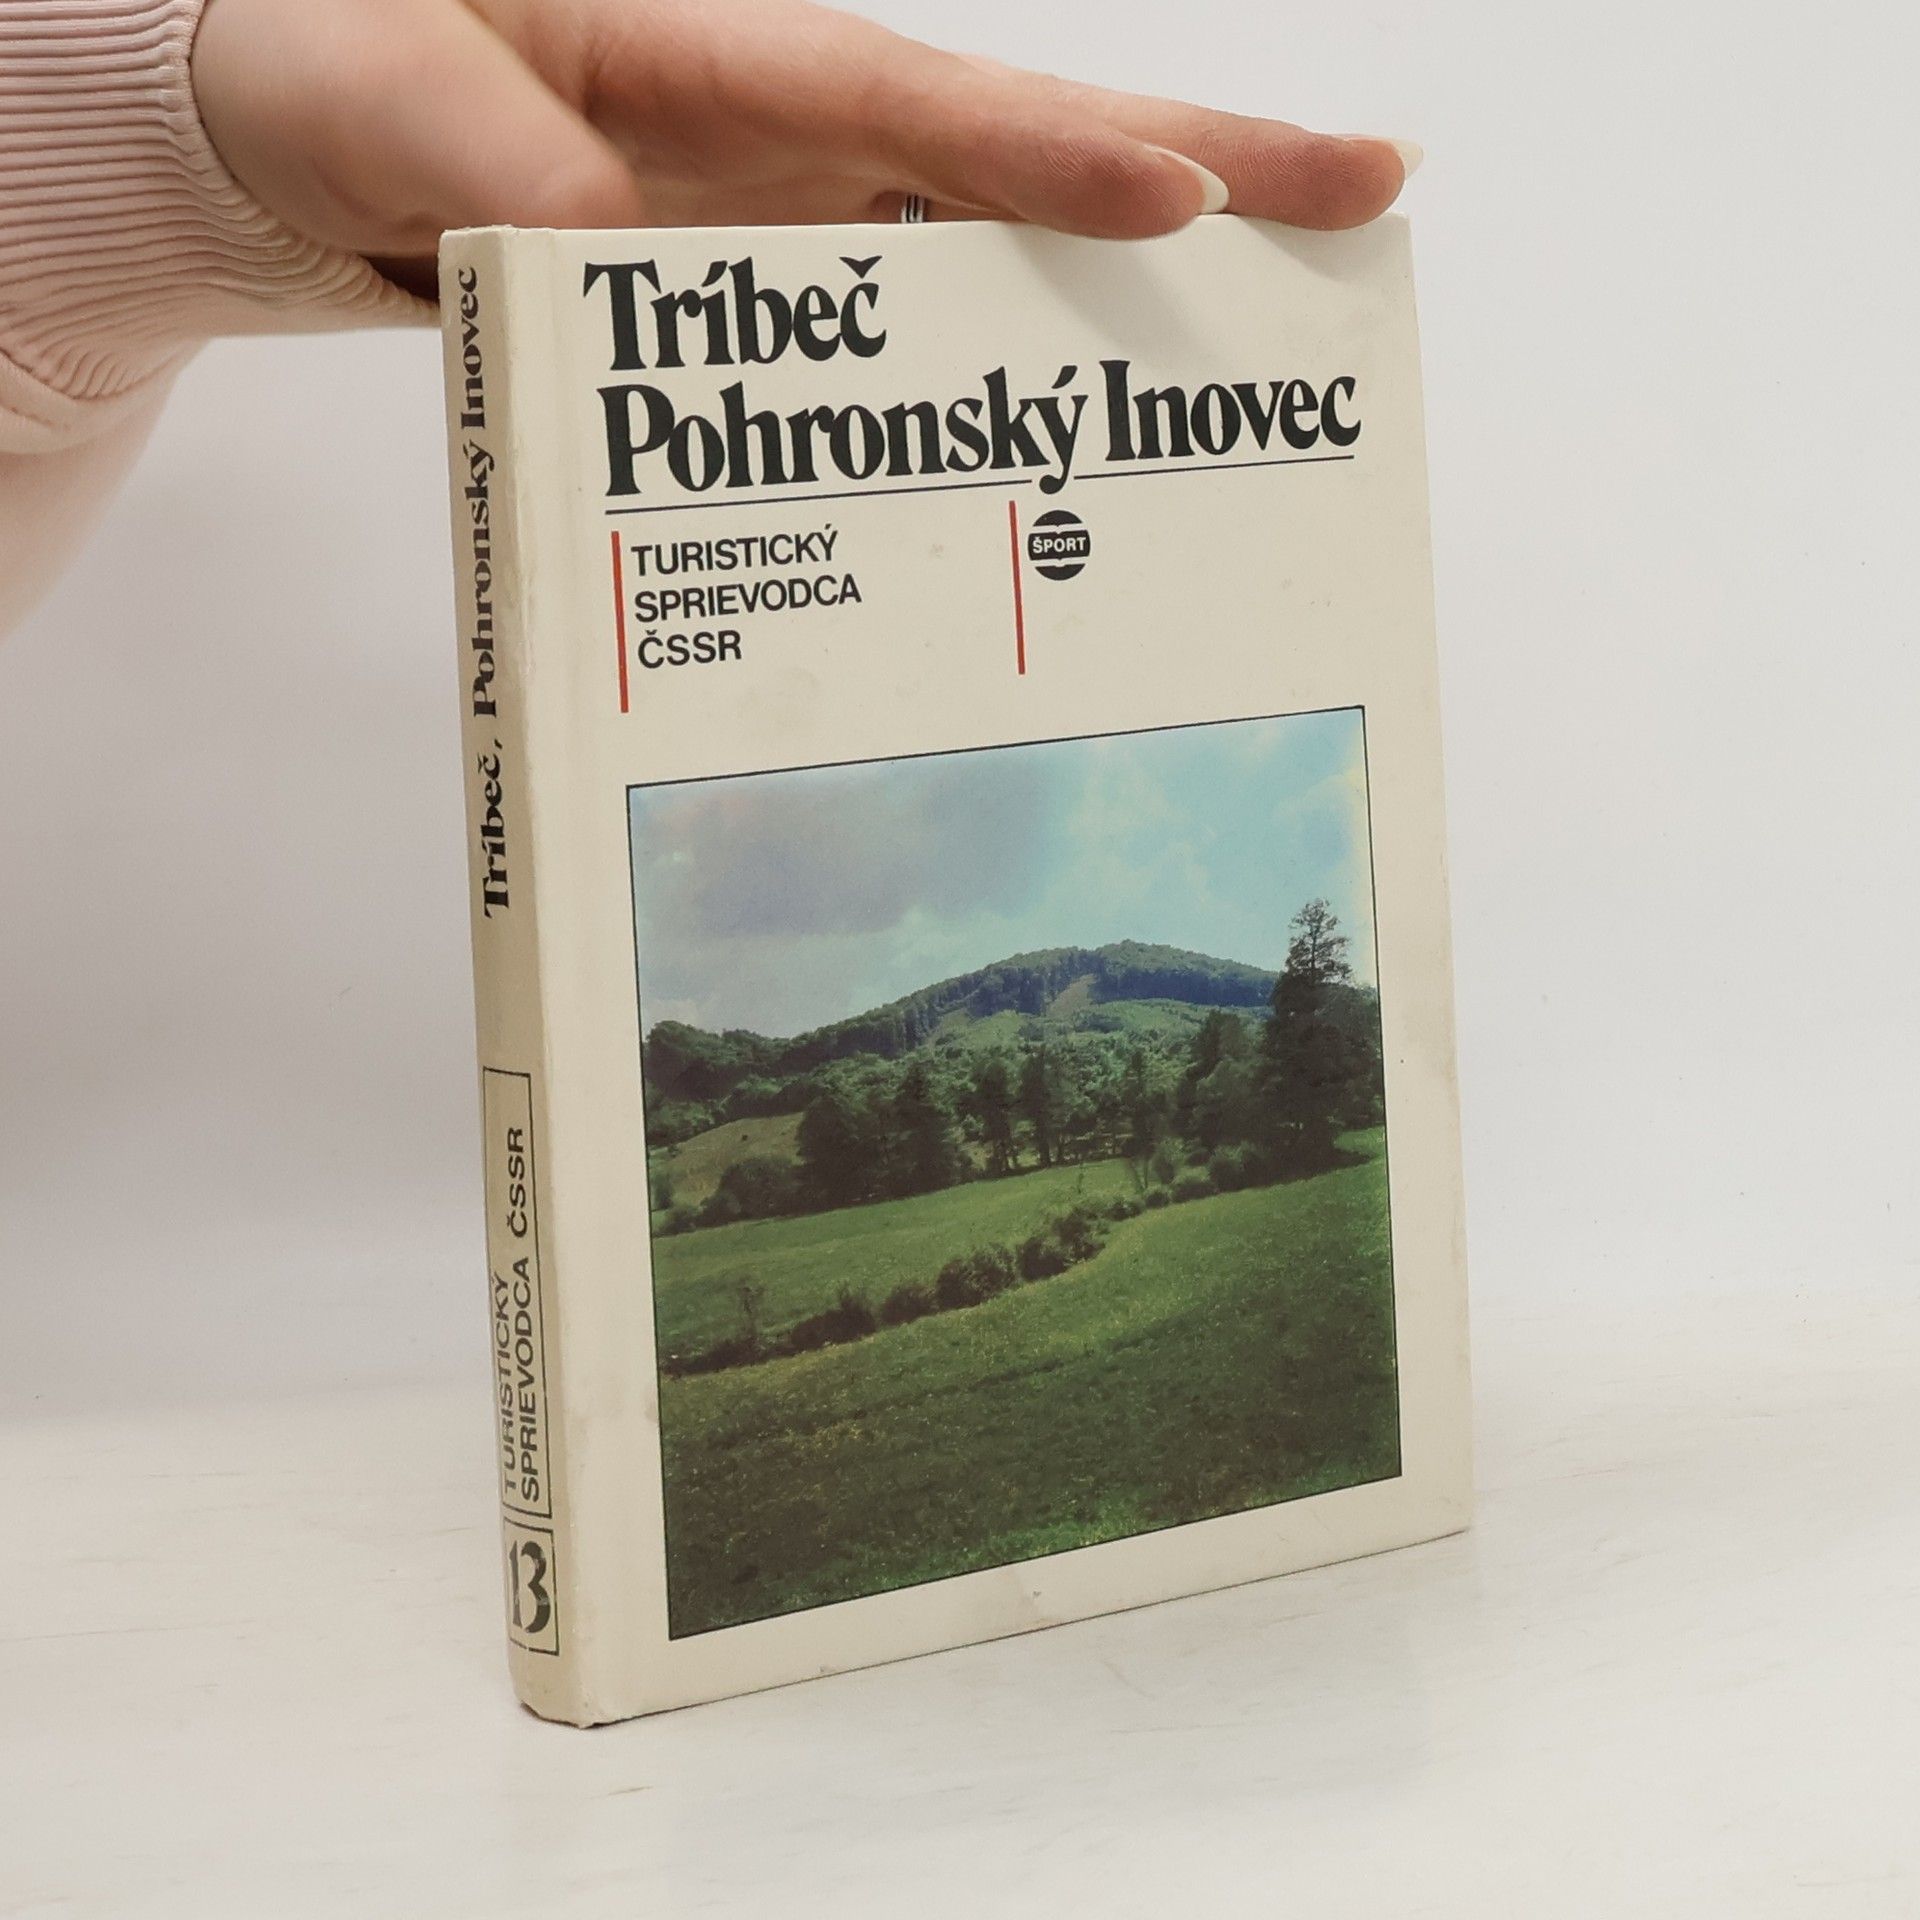 Tríbeč
Pohronský Inovec
TURISTICKÝ
SPRIEVODCA
ČSSR
ŠPORT
Tríbeč, Pohronský Inovec
TURISTICKÝ
SPRIEVODCA ČSSR
13